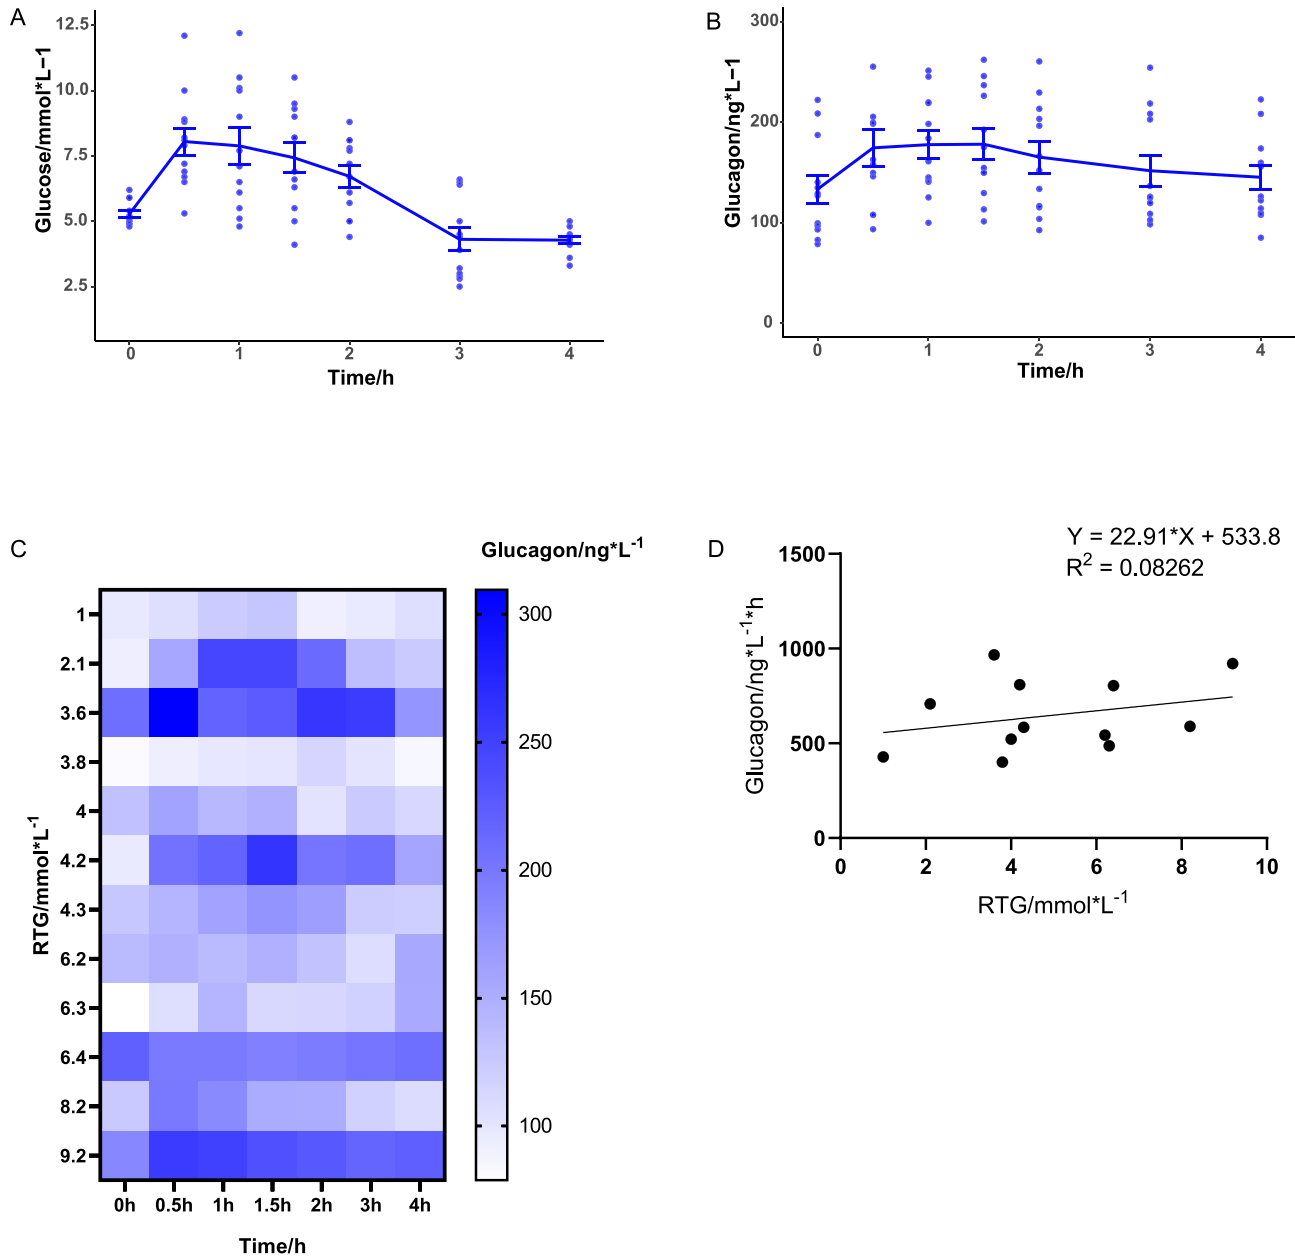 A
Glucose/mmol*L−1
12.5
10.0
7.5
5.0
2.5
0 1 2 3 4
Time/h
B
Glucagon/ng*L−1
300
200
100
0
0 1 2 3 4
Time/h
C
Glucagon/ng*L-1
RTG/mmol*L-1
1
2.1
3.6
3.8
4
4.2
4.3
6.2
6.3
6.4
8.2
9.2
0h 0.5h 1h 1.5h 2h 3h 4h
Time/h
300
250
200
150
100
D
Y = 22.91*X + 533.8
R2 = 0.08262
Glucagon/ng*L-1*h
1500
1000
500
0
0 2 4 6 8 10
RTG/mmol*L-1